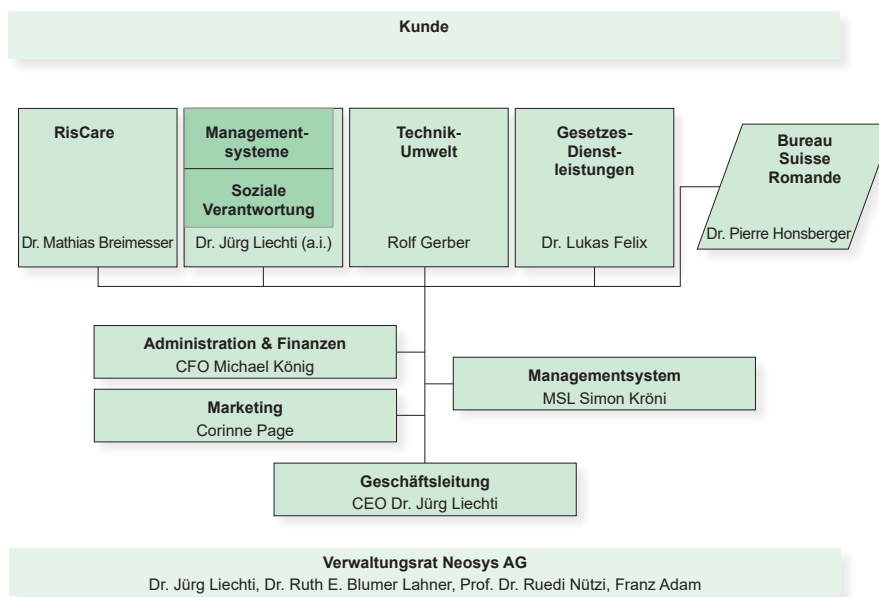 Kunde
RisCare
Dr. Mathias Breimesser
Management-
systeme
Soziale
Verantwortung
Dr. Jürg Liechti (a.i.)
Technik-
Umwelt
Rolf Gerber
Gesetzes-
Dienst-
leistungen
Dr. Lukas Felix
Bureau
Suisse
Romande
Dr. Pierre Honsberger
Administration & Finanzen
CFO Michael König
Managementsystem
MSL Simon Kröni
Marketing
Corinne Page
Geschäftsleitung
CEO Dr. Jürg Liechti
Verwaltungsrat Neosys AG
Dr. Jürg Liechti, Dr. Ruth E. Blumer Lahner, Prof. Dr. Ruedi Nützi, Franz Adam